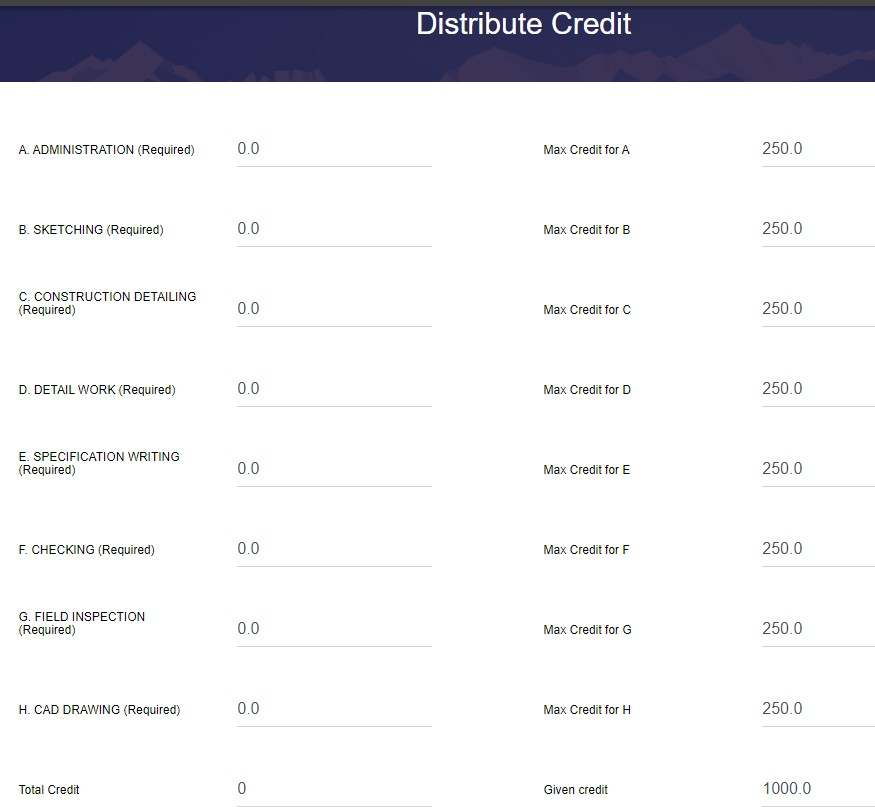 Distribute Credit
A. ADMINISTRATION (Required) 0.0 Max Credit for A 250.0
B. SKETCHING (Required) 0.0 Max Credit for B 250.0
C. CONSTRUCTION DETAILING
(Required) 0.0 Max Credit for C 250.0
D. DETAIL WORK (Required) 0.0 Max Credit for D 250.0
E. SPECIFICATION WRITING
(Required) 0.0 Max Credit for E 250.0
F. CHECKING (Required) 0.0 Max Credit for F 250.0
G. FIELD INSPECTION
(Required) 0.0 Max Credit for G 250.0
H. CAD DRAWING (Required) 0.0 Max Credit for H 250.0
Total Credit 0 Given credit 1000.0